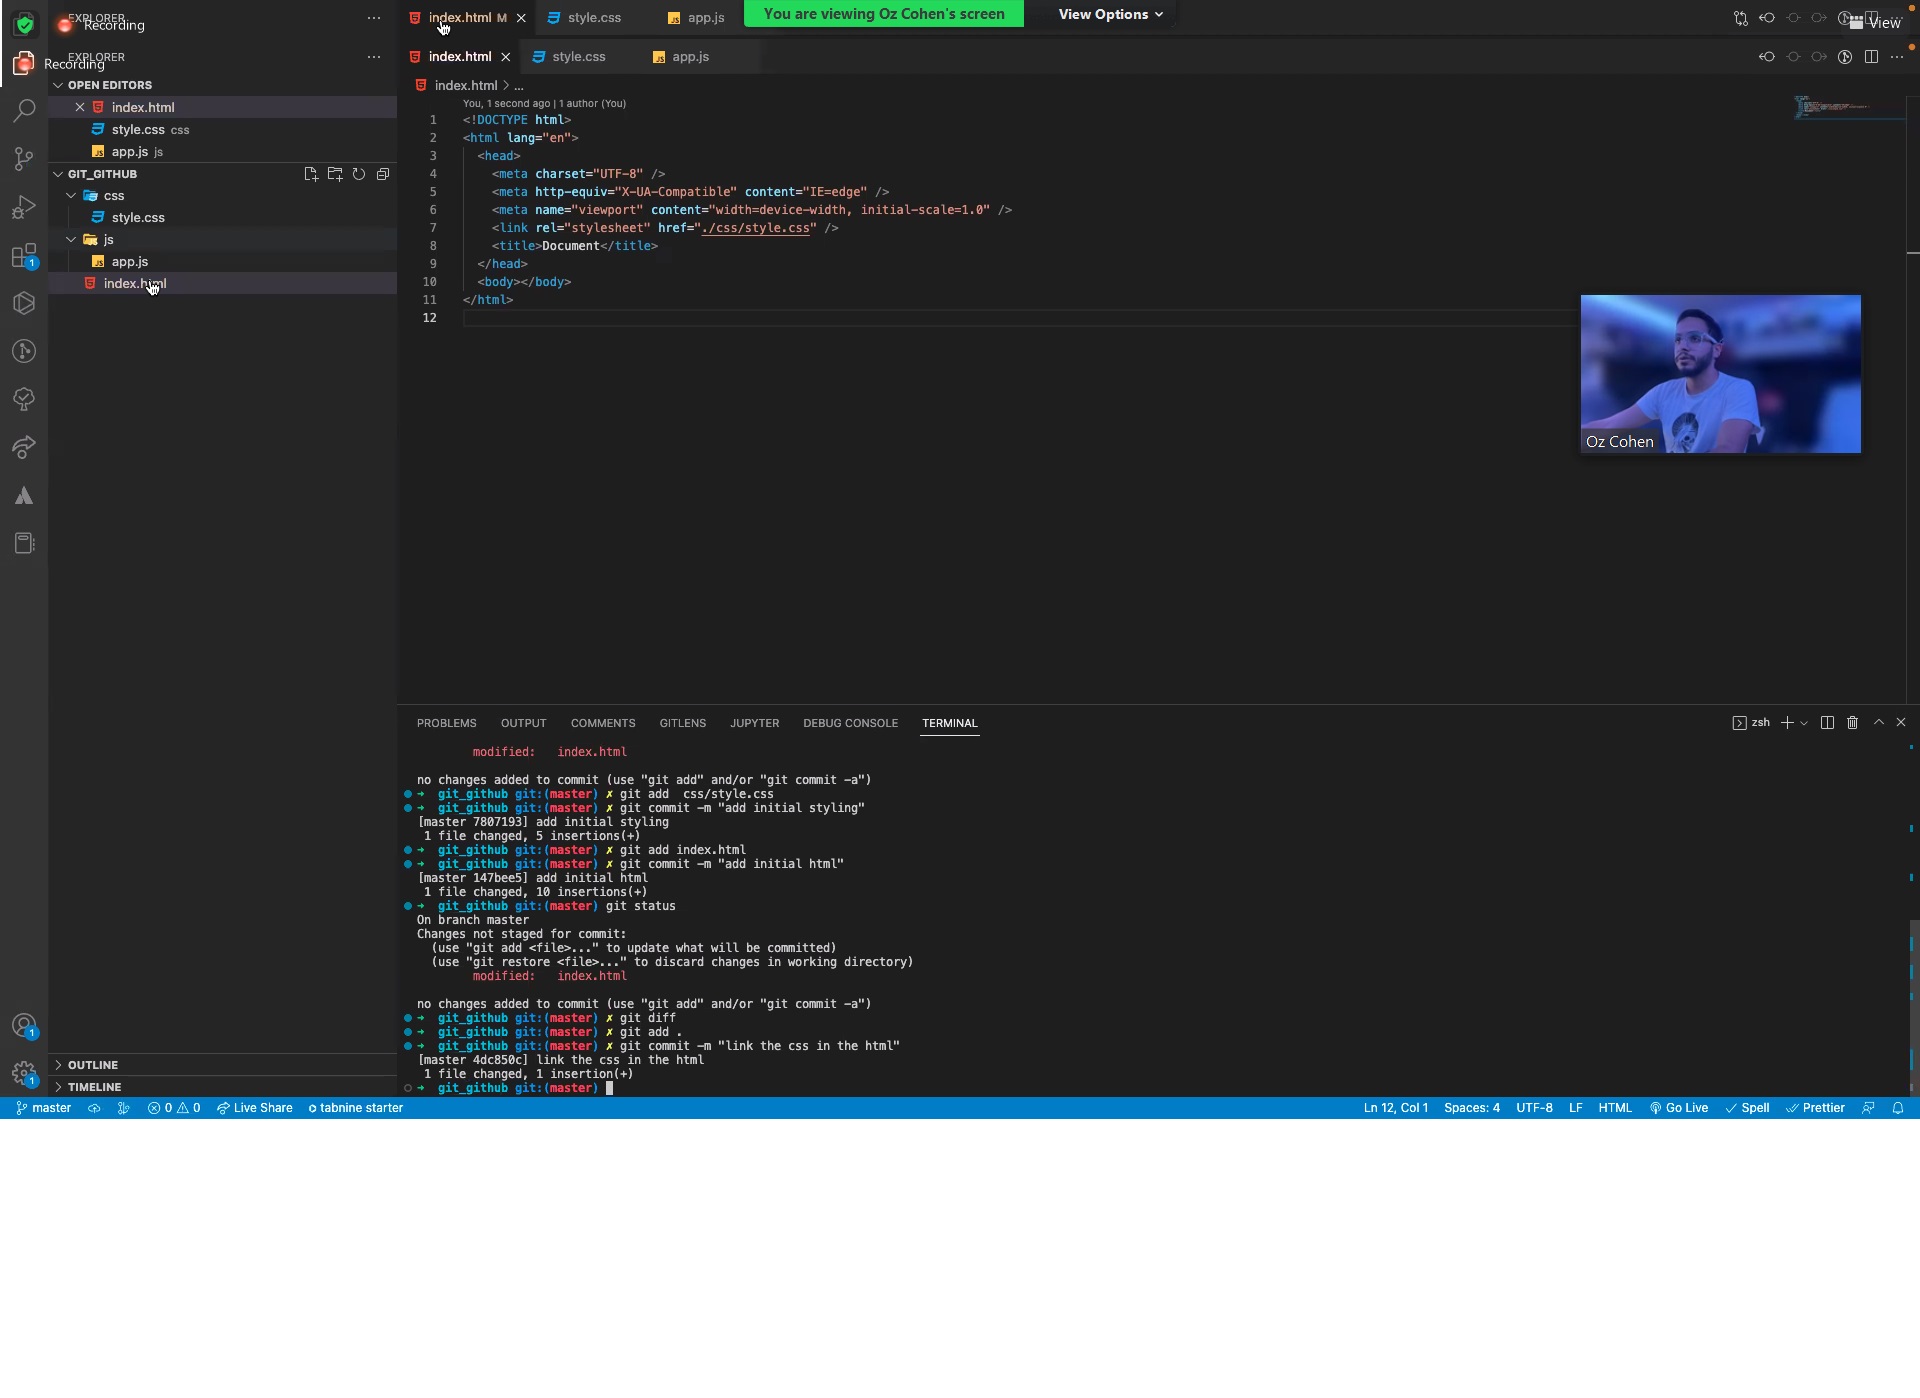 EXPLORER
Recording
index.html M
style.css
app.js
You are viewing Oz Cohen's screen
View Options
View
EXPLORER
Recording
index.html
style.css
app.js
OPEN EDITORS
index.html
style.css css
app.js js
GIT_GITHUB
css
style.css
js
app.js
index.html
index.html > ...
You, 1 second ago | 1 author (You)
1 <!DOCTYPE html>
2 <html lang="en">
3 <head>
4 <meta charset="UTF-8" />
5 <meta http-equiv="X-UA-Compatible" content="IE=edge" />
6 <meta name="viewport" content="width=device-width, initial-scale=1.0" />
7 <link rel="stylesheet" href="./css/style.css" />
8 <title>Document</title>
9 </head>
10 <body></body>
11 </html>
12
Oz Cohen
PROBLEMS OUTPUT COMMENTS GITLENS JUPYTER DEBUG CONSOLE TERMINAL
zsh
modified: index.html
no changes added to commit (use "git add" and/or "git commit -a")
➜ git_github git:(master) ✗ git add css/style.css
➜ git_github git:(master) ✗ git commit -m "add initial styling"
[master 7807193] add initial styling
1 file changed, 5 insertions(+)
➜ git_github git:(master) ✗ git add index.html
➜ git_github git:(master) ✗ git commit -m "add initial html"
[master 147bee5] add initial html
1 file changed, 10 insertions(+)
➜ git_github git:(master) git status
On branch master
Changes not staged for commit:
(use "git add <file>..." to update what will be committed)
(use "git restore <file>..." to discard changes in working directory)
modified: index.html
no changes added to commit (use "git add" and/or "git commit -a")
➜ git_github git:(master) ✗ git diff
➜ git_github git:(master) ✗ git add .
➜ git_github git:(master) ✗ git commit -m "link the css in the html"
[master 4dc850c] link the css in the html
1 file changed, 1 insertion(+)
➜ git_github git:(master)
OUTLINE
TIMELINE
1
1
1
master 0 0 Live Share tabnine starter
Ln 12, Col 1 Spaces: 4 UTF-8 LF HTML Go Live Spell Prettier